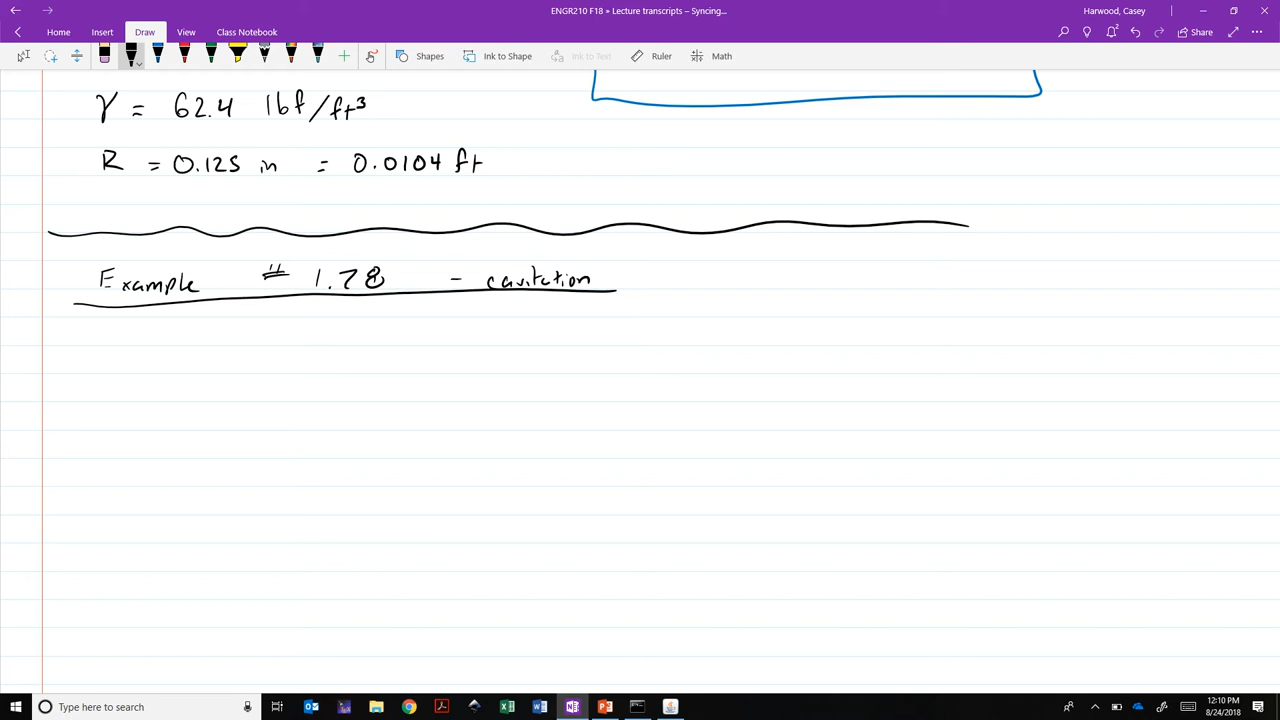 ENGR210 F18 » Lecture transcripts – Syncing...
Harwood, Casey
Home Insert Draw View Class Notebook
Share
Shapes Ink to Shape Ink to Text Ruler Math
γ = 62.4 lbf/ft³
R = 0.125 in = 0.0104 ft
Example # 1.78 - cavitation
Type here to search
12:10 PM
8/24/2018
2